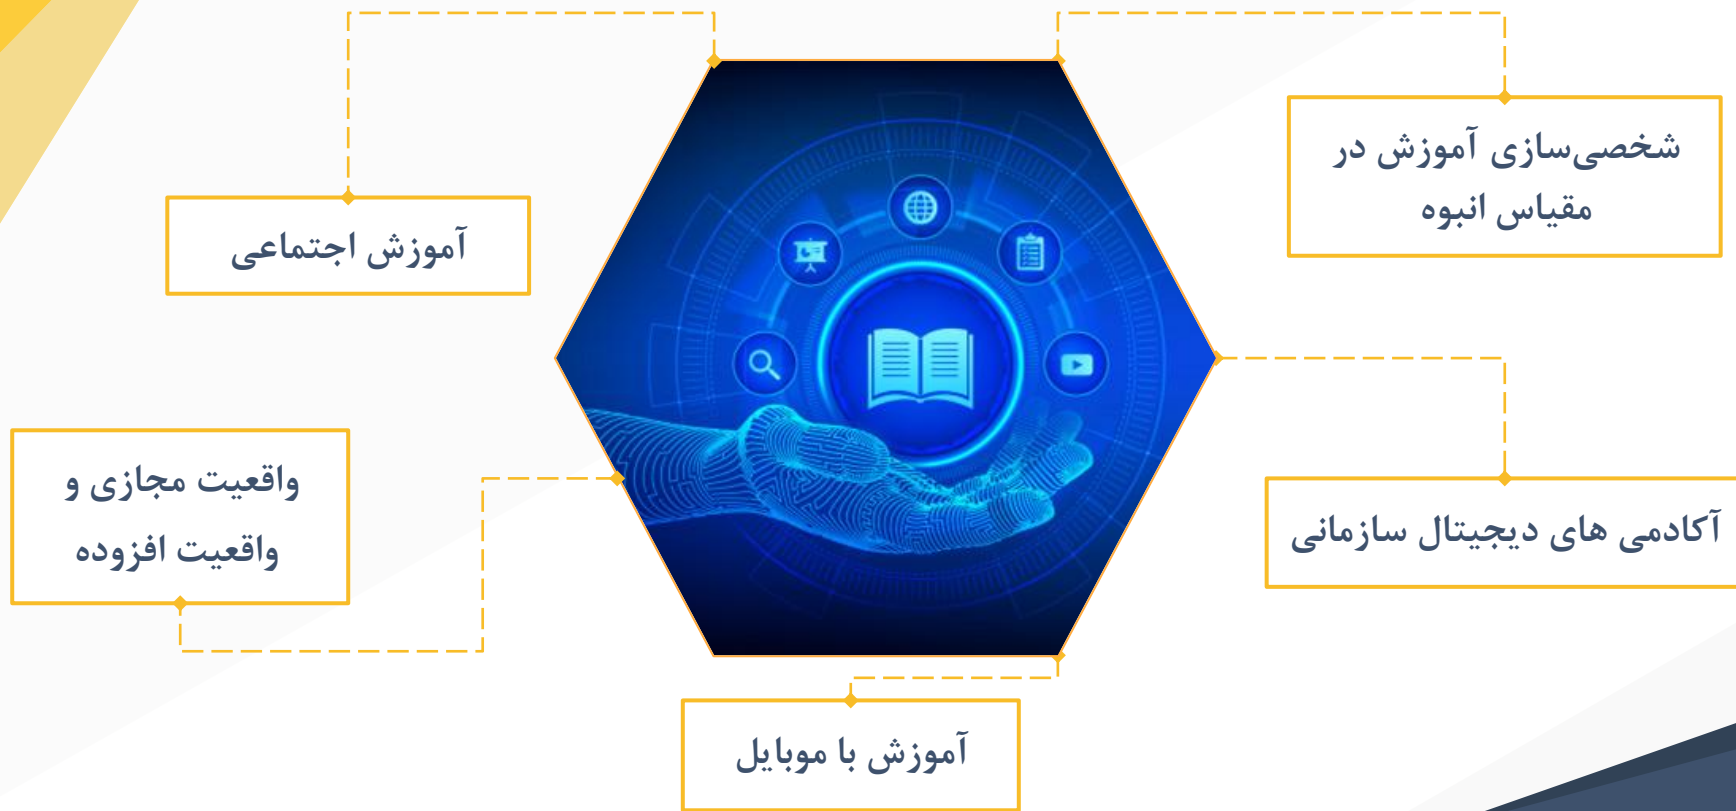 شخصی‌سازی آموزش در
مقیاس انبوه
آموزش اجتماعی
واقعیت مجازی و
واقعیت افزوده
آکادمی های دیجیتال سازمانی
آموزش با موبایل